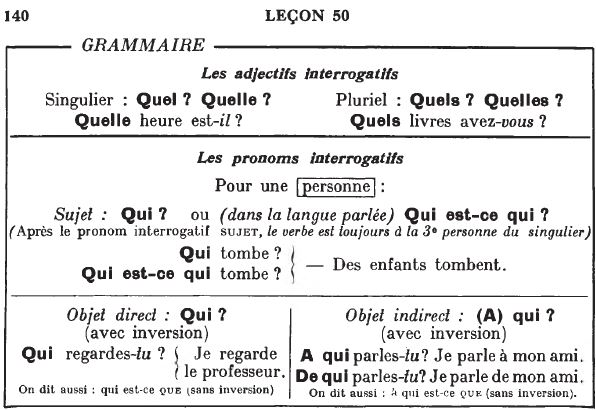 140 LEÇON 50
GRAMMAIRE
Les adjectifs interrogatifs
Singulier : Quel ? Quelle ? Pluriel : Quels ? Quelles ?
Quelle heure est-il ? Quels livres avez-vous ?
Les pronoms interrogatifs
Pour une personne :
Sujet : Qui ? ou (dans la langue parlée) Qui est-ce qui ?
(Après le pronom interrogatif SUJET, le verbe est toujours à la 3e personne du singulier)
Qui tombe ?
Qui est-ce qui tombe ? — Des enfants tombent.
Objet direct : Qui ?
(avec inversion)
Qui regardes-tu ? Je regarde
le professeur.
On dit aussi : qui est-ce QUE (sans inversion)
Objet indirect : (A) qui ?
(avec inversion)
A qui parles-tu? Je parle à mon ami.
De qui parles-tu? Je parle de mon ami.
On dit aussi : à qui est-ce QUE (sans inversion).